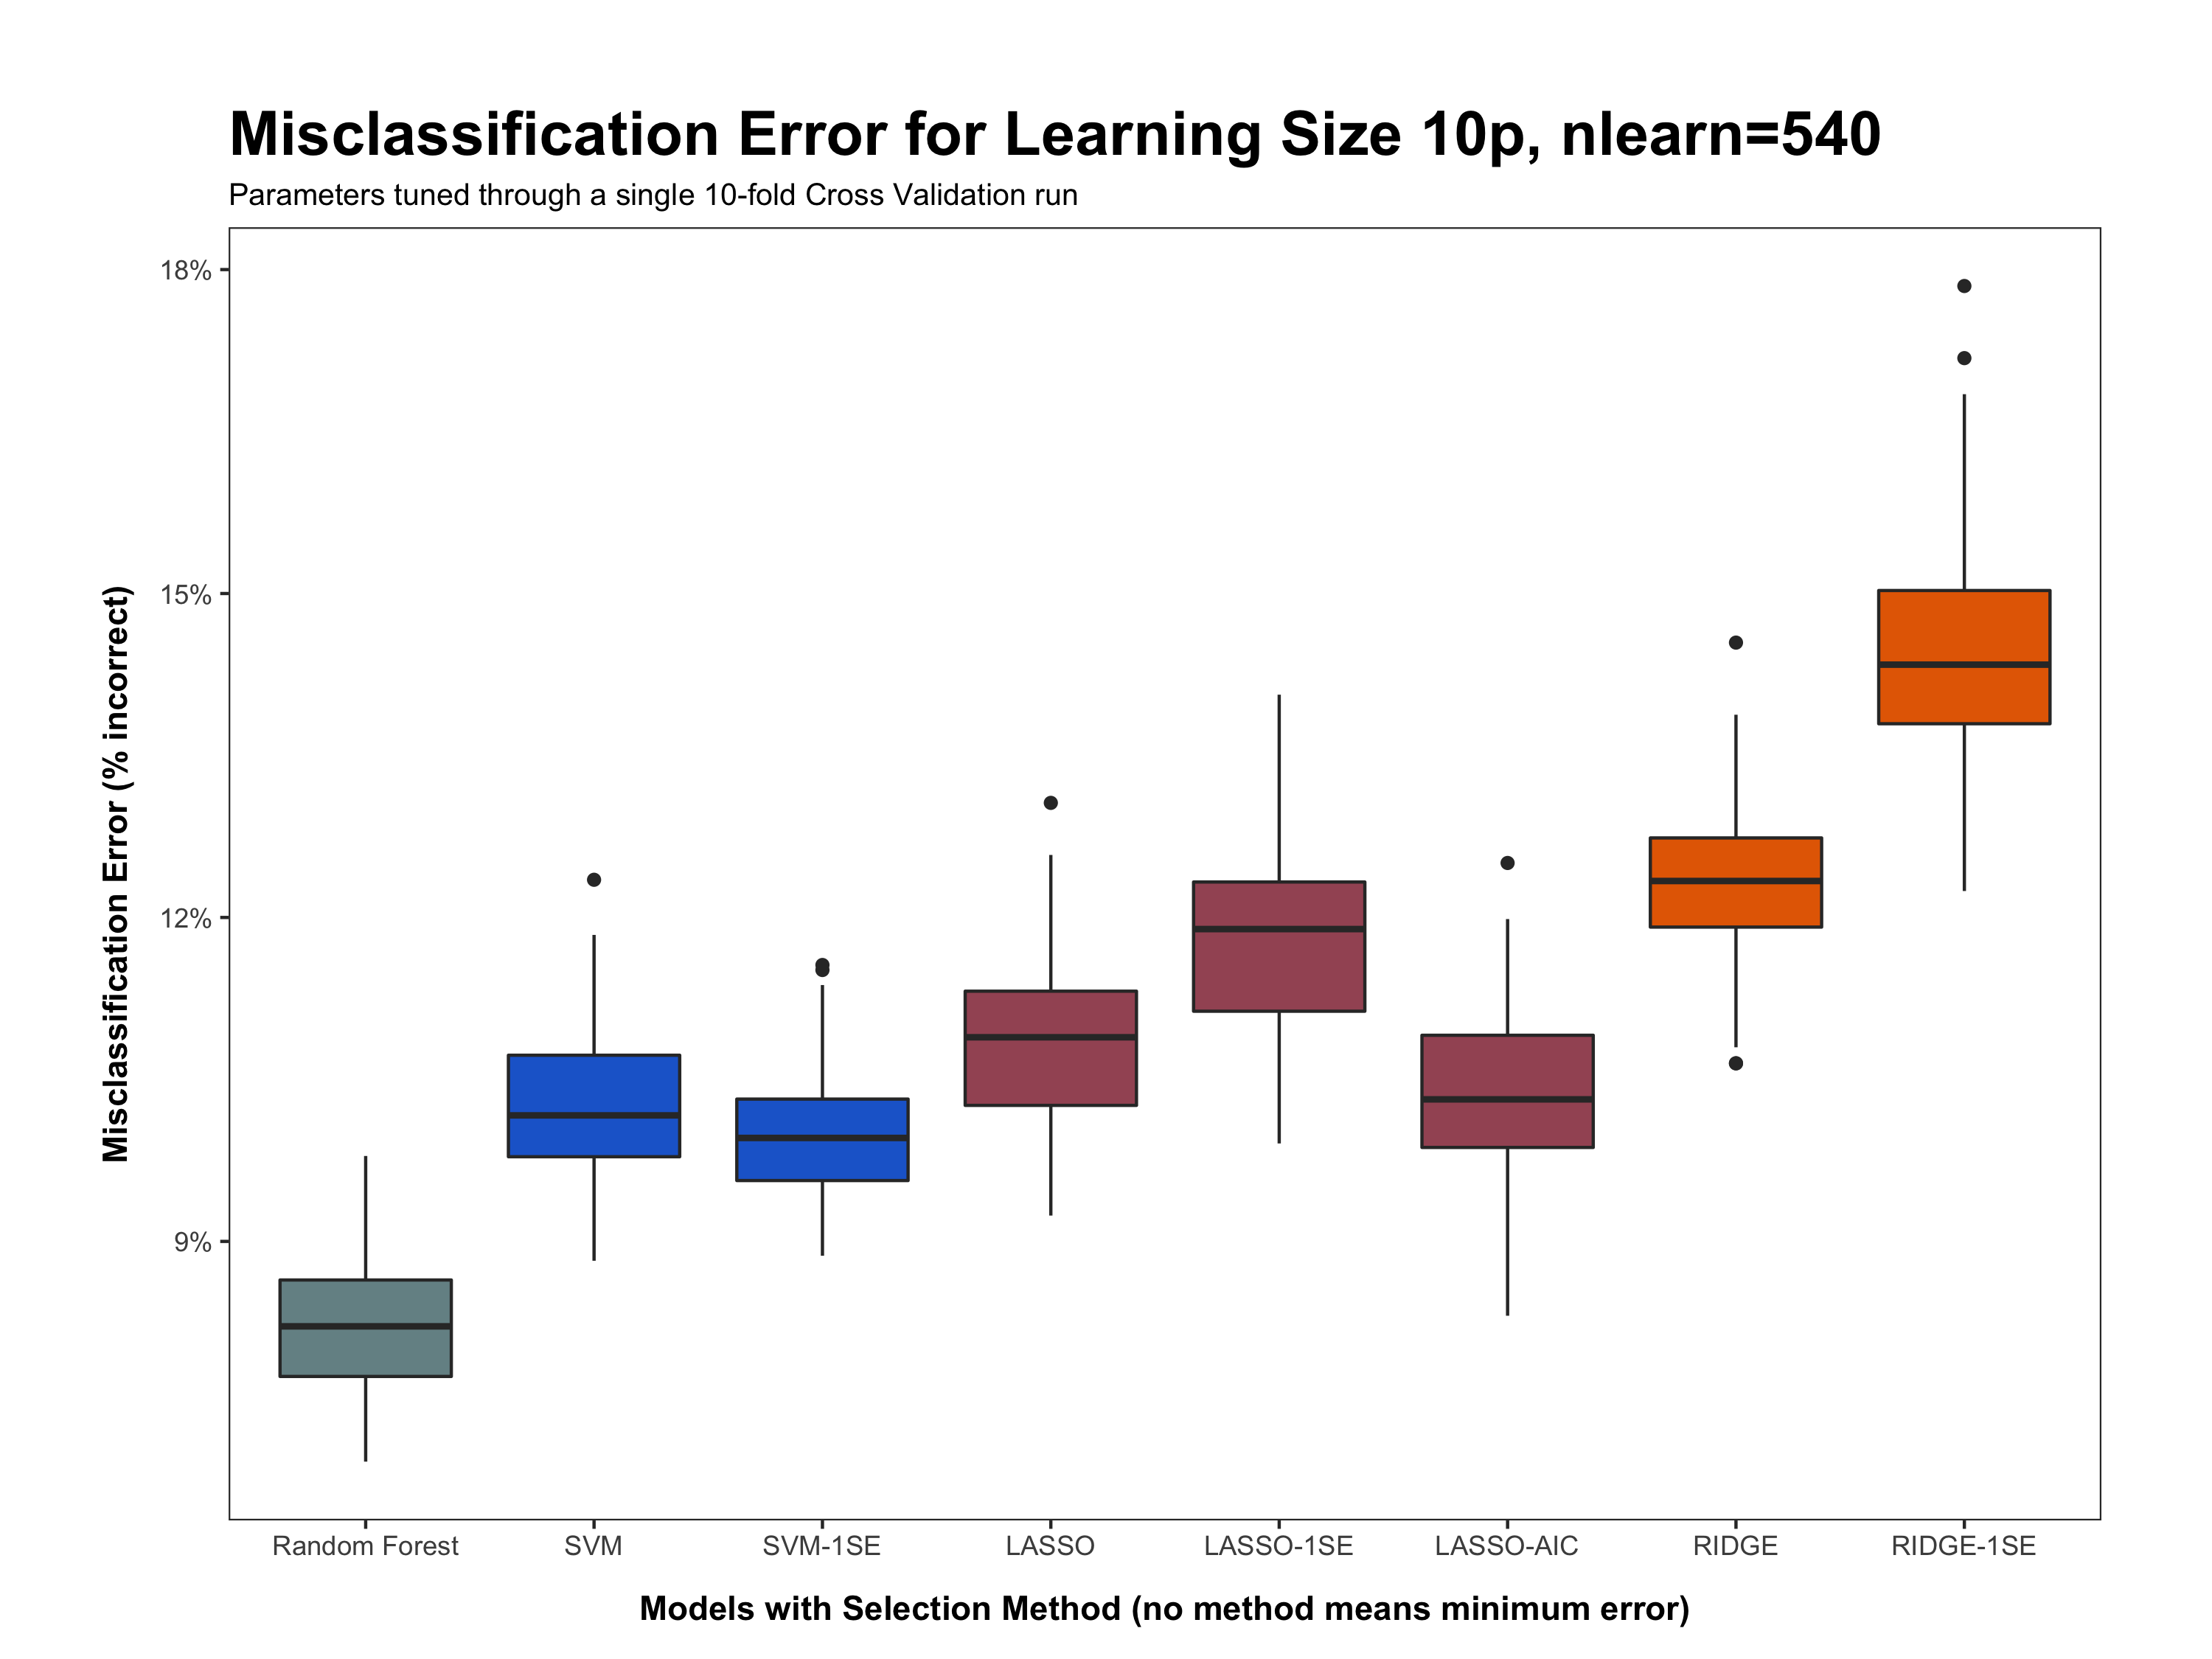 Misclassification Error for Learning Size 10p, nlearn=540
Parameters tuned through a single 10-fold Cross Validation run
Misclassification Error (% incorrect)
18%
15%
12%
9%
Random Forest SVM SVM-1SE LASSO LASSO-1SE LASSO-AIC RIDGE RIDGE-1SE
Models with Selection Method (no method means minimum error)